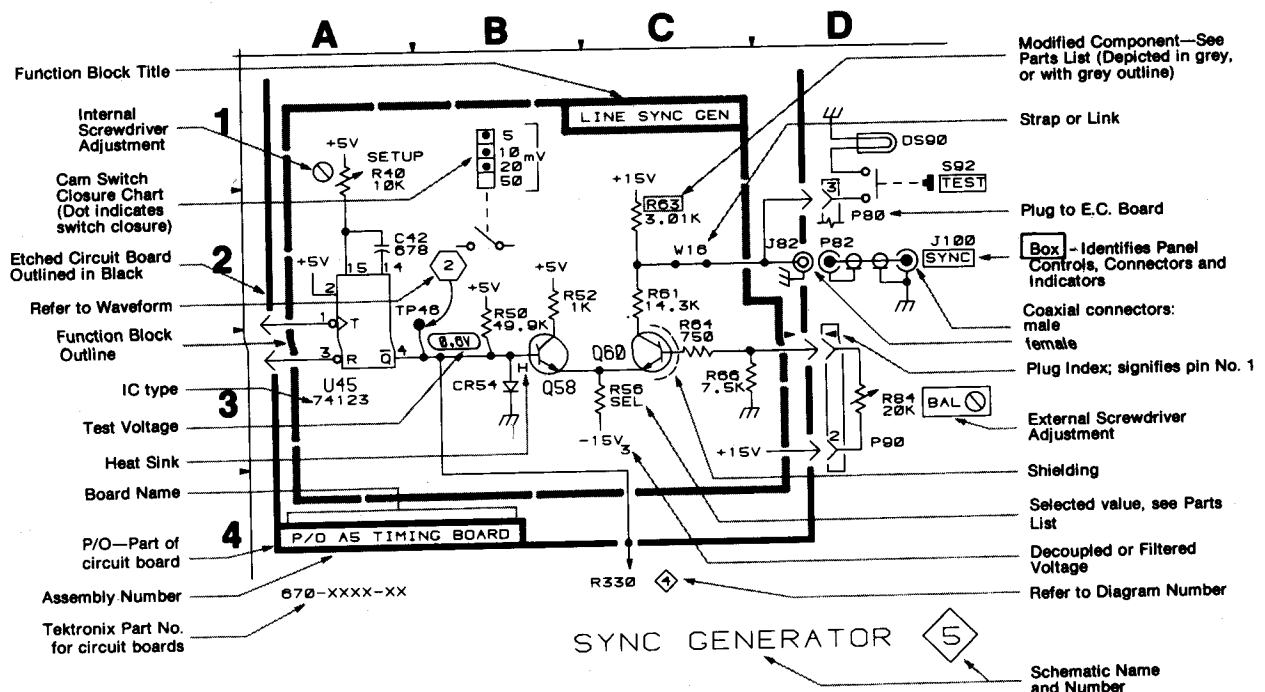 A B C D
1
2
3
4
Function Block Title
Internal
Screwdriver
Adjustment
Cam Switch
Closure Chart
(Dot indicates
switch closure)
Etched Circuit Board
Outlined in Black
Refer to Waveform
Function Block
Outline
IC type
Test Voltage
Heat Sink
Board Name
P/O—Part of
circuit board
Assembly Number
Tektronix Part No.
for circuit boards
LINE SYNC GEN
+5V
SETUP
R40
10K
5
10
20
50
mV
C42
678
15 14
+5V
2
1
T
3
R
Q
4
U45
74123
2
TP46
0,6V
+5V
R50
49.9K
+5V
R52
1K
CR54
H
Q58
+15V
R63
3.01K
W16
R61
14.3K
Q60
R64
750
R56
SEL
R66
7.5K
-15V
3
+15V
DS90
S92
TEST
3
P80
J82
P82
J100
SYNC
R84
20K
BAL
2
P90
P/O A5 TIMING BOARD
670-XXXX-XX
R330
4
SYNC GENERATOR
5
Modified Component—See
Parts List (Depicted in grey,
or with grey outline)
Strap or Link
Plug to E.C. Board
Box - Identifies Panel
Controls, Connectors and
Indicators
Coaxial connectors:
male
female
Plug Index; signifies pin No. 1
External Screwdriver
Adjustment
Shielding
Selected value, see Parts
List
Decoupled or Filtered
Voltage
Refer to Diagram Number
Schematic Name
and Number